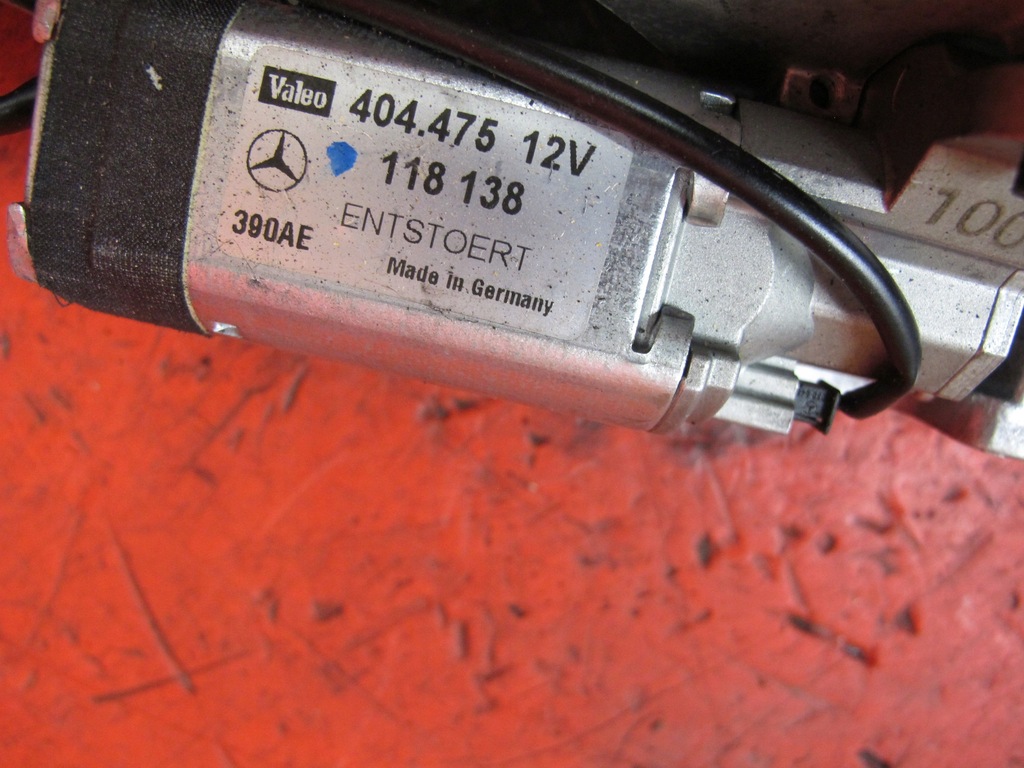 Valeo 404.475 12V
118 138
390AE ENTSTOERT
Made in Germany
100